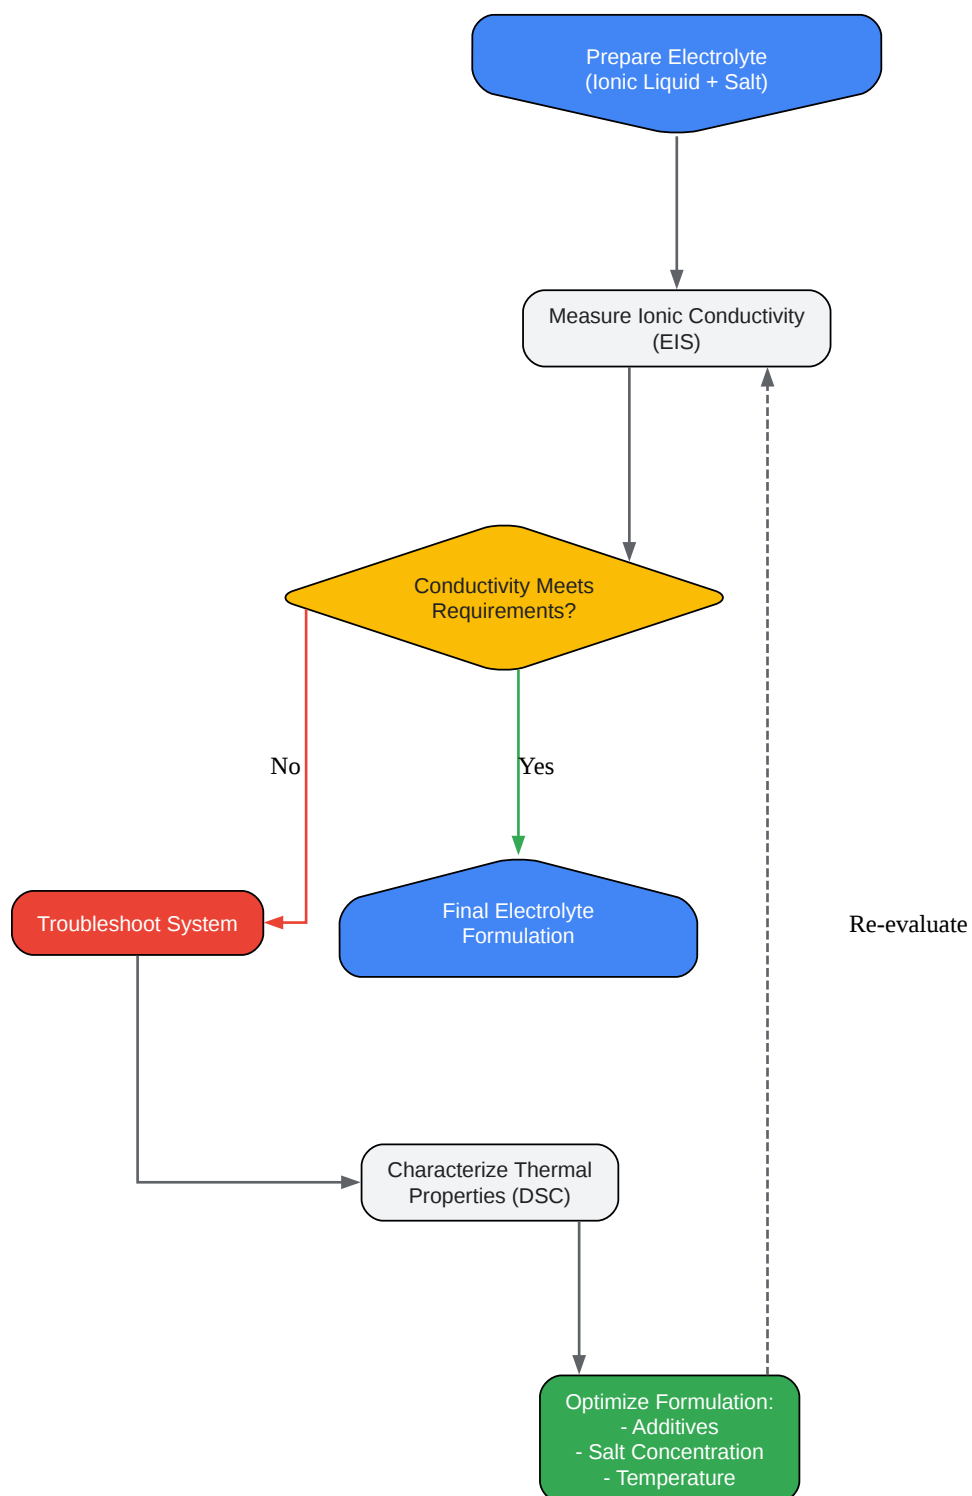 Prepare Electrolyte
(Ionic Liquid + Salt)
Measure Ionic Conductivity
(EIS)
Conductivity Meets
Requirements?
No
Yes
Troubleshoot System
Final Electrolyte
Formulation
Re-evaluate
Characterize Thermal
Properties (DSC)
Optimize Formulation:
- Additives
- Salt Concentration
- Temperature